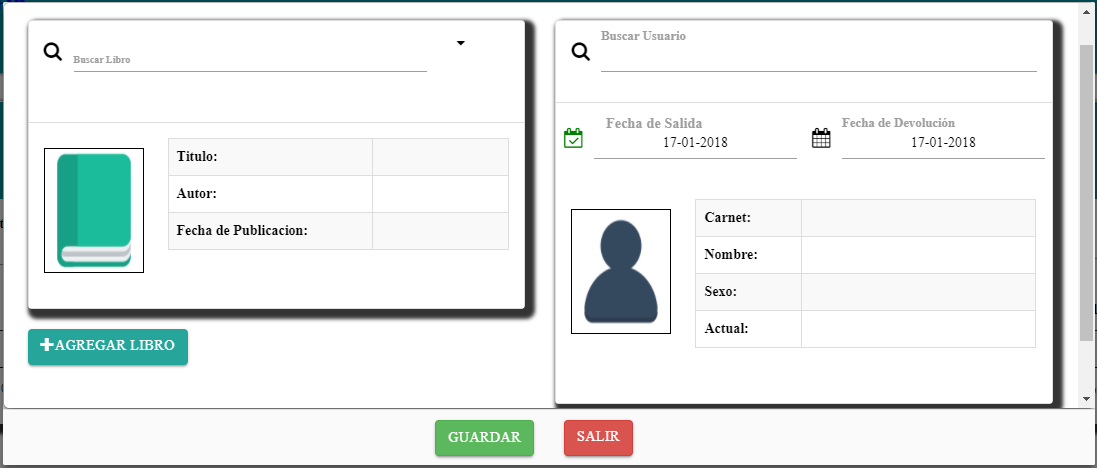 Buscar Libro
Titulo:
Autor:
Fecha de Publicacion:
AGREGAR LIBRO
Buscar Usuario
Fecha de Salida
17-01-2018
Fecha de Devolución
17-01-2018
Carnet:
Nombre:
Sexo:
Actual:
GUARDAR
SALIR